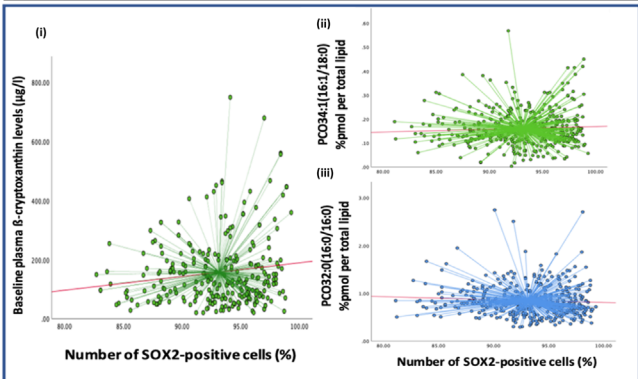 (i)
Baseline plasma ß-cryptoxanthin levels (µg/l)
800.00
600.00
400.00
200.00
.00
80.00 85.00 90.00 95.00 100.00
Number of SOX2-positive cells (%)
(ii)
PCO34:1(16:1/18:0)
%pmol per total lipid
.60
.50
.40
.30
.20
.10
.00
80.00 85.00 90.00 95.00 100.00
(iii)
PCO32:0(16:0/16:0)
%pmol per total lipid
3.00
2.00
1.00
.00
80.00 85.00 90.00 95.00 100.00
Number of SOX2-positive cells (%)